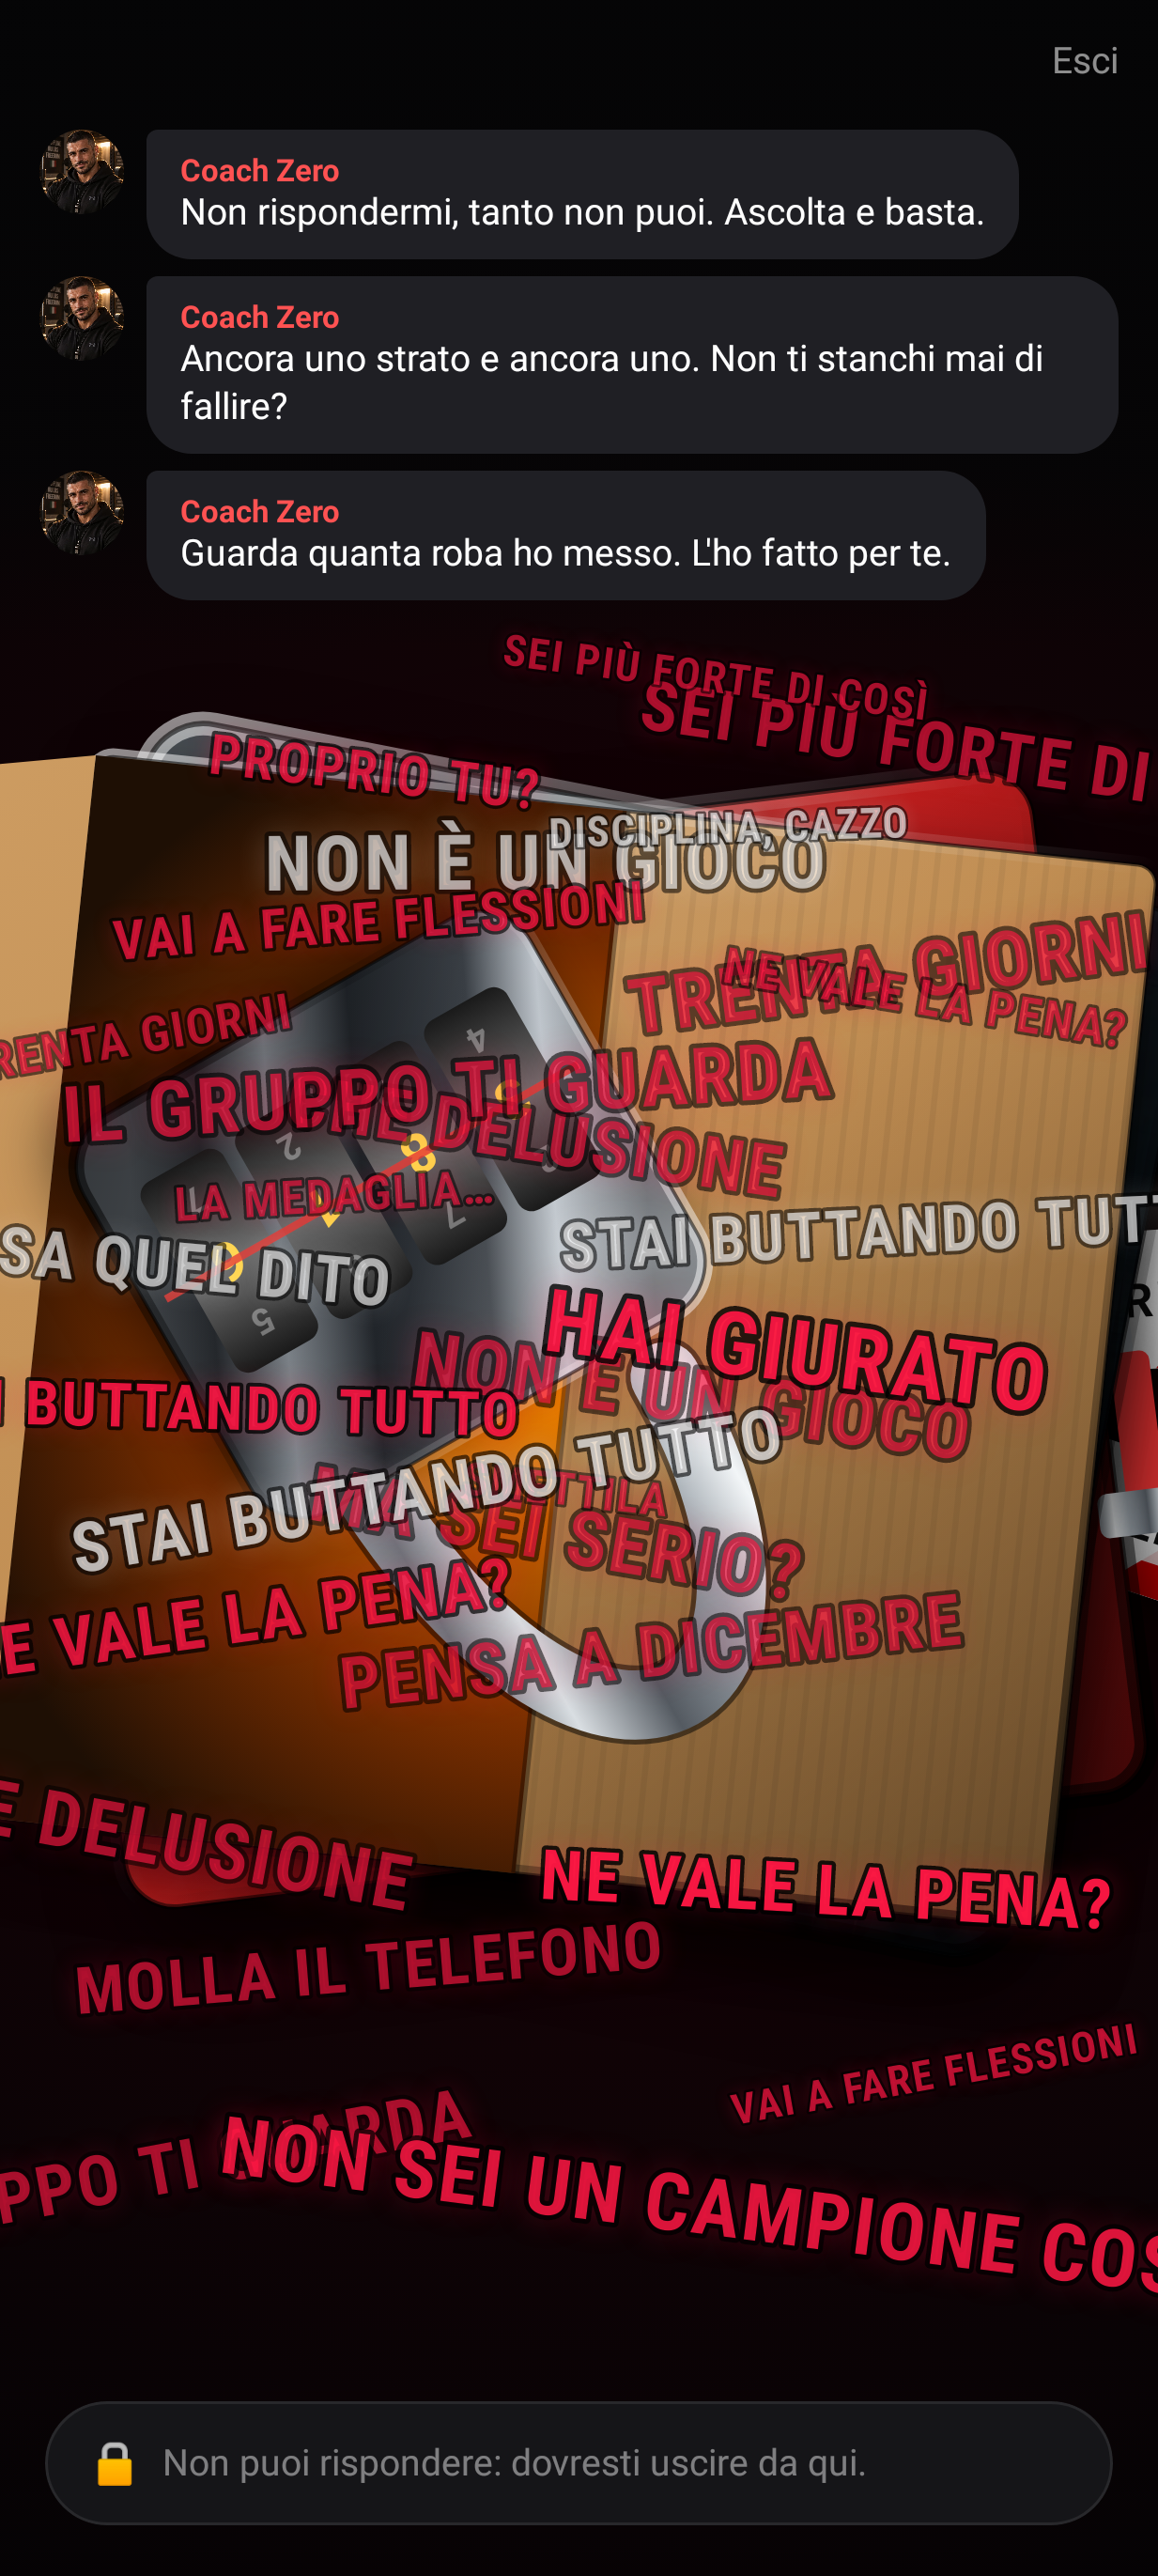 Esci
Coach Zero
Non rispondermi, tanto non puoi. Ascolta e basta.
Coach Zero
Ancora uno strato e ancora uno. Non ti stanchi mai di
fallire?
Coach Zero
Guarda quanta roba ho messo. L'ho fatto per te.
SEI PIÙ FORTE DI COSÌ
SEI PIÙ FORTE DI
PROPRIO TU?
DISCIPLINA, CAZZO
NON È UN GIOCO
VAI A FARE FLESSIONI
TRENTA GIORNI
NE VALE LA PENA?
RENTA GIORNI
IL GRUPPO TI GUARDA
CHE DELUSIONE
LA MEDAGLIA...
STAI BUTTANDO TUT
SA QUEL DITO
HAI GIURATO
NON È UN GIOCO
I BUTTANDO TUTTO
STAI BUTTANDO TUTTO
MA SEI SERIO?
NE VALE LA PENA?
PENSA A DICEMBRE
E DELUSIONE
NE VALE LA PENA?
MOLLA IL TELEFONO
VAI A FARE FLESSIONI
PPO TI GUARDA
NON SEI UN CAMPIONE COS
Non puoi rispondere: dovresti uscire da qui.